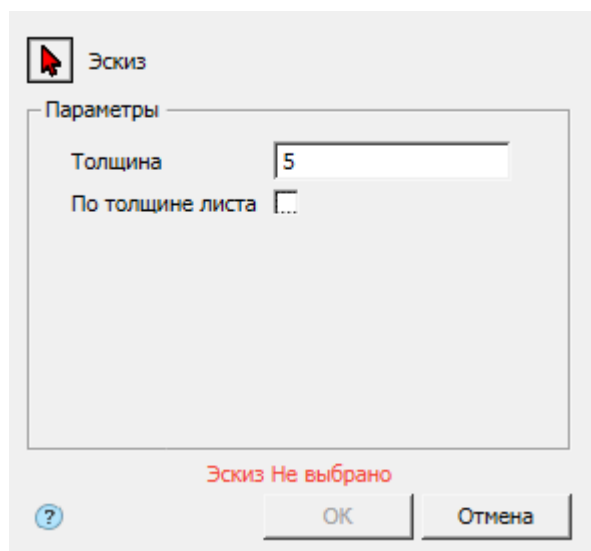 Эскиз
Параметры
Толщина 5
По толщине листа
Эскиз Не выбрано
? OK Отмена